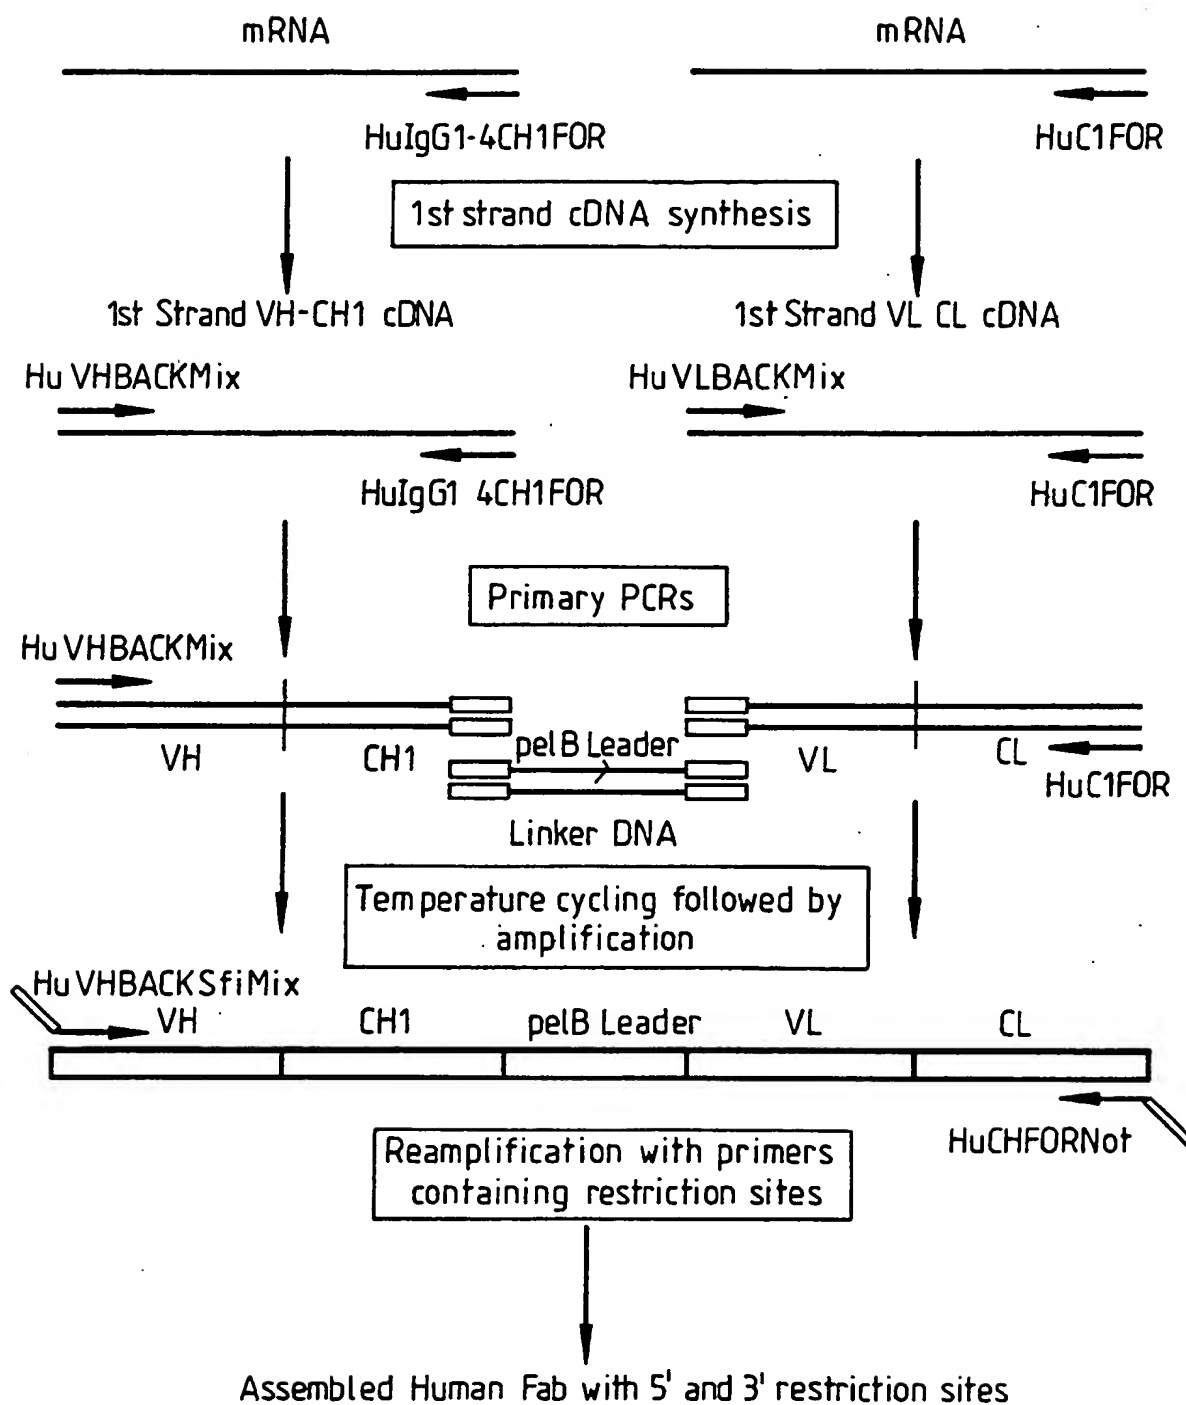 mRNA
mRNA
HuIgG1-4CH1FOR
HuC1FOR
1st strand cDNA synthesis
1st Strand VH-CH1 cDNA
1st Strand VL CL cDNA
Hu VHBACKMix
Hu VLBACKMix
HuIgG1 4CH1FOR
HuC1FOR
Primary PCRs
Hu VHBACKMix
VH
CH1
pelB Leader
VL
CL
HuC1FOR
Linker DNA
Temperature cycling followed by
amplification
Hu VHBACKSfiMix
VH
CH1
pelB Leader
VL
CL
HuCHFORNot
Reamplification with primers
containing restriction sites
Assembled Human Fab with 5' and 3' restriction sites